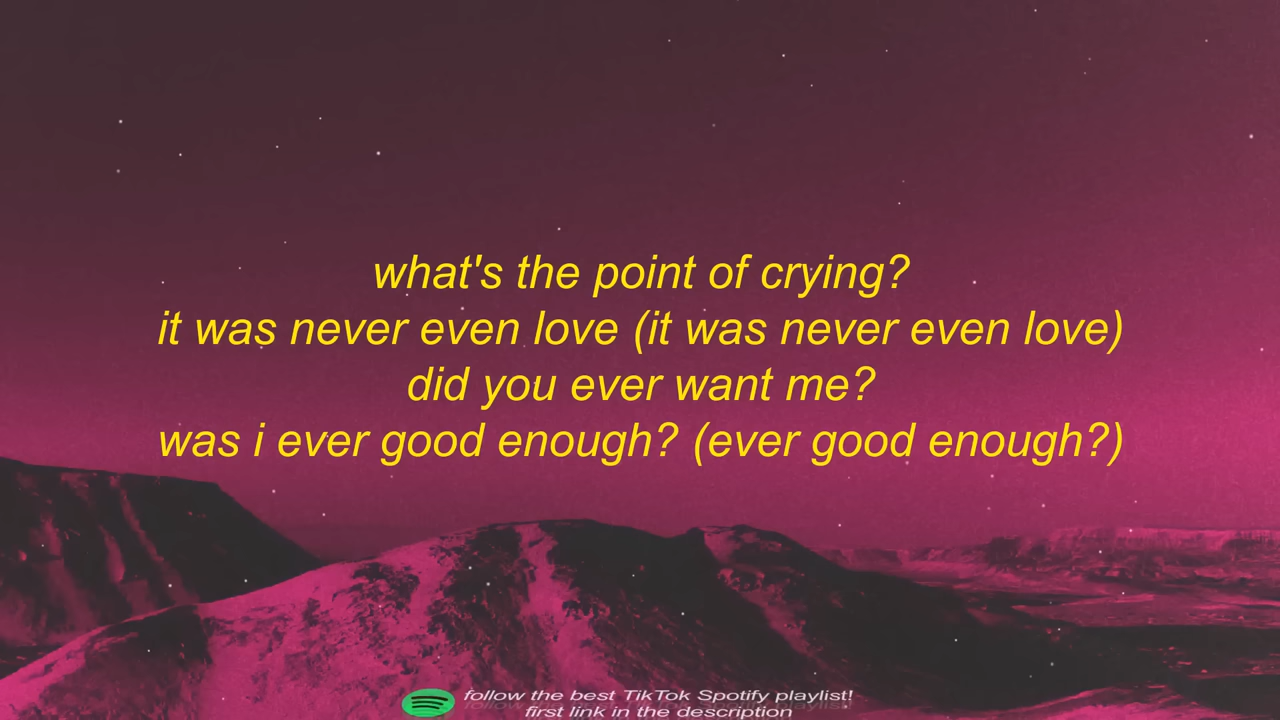 what's the point of crying?
it was never even love (it was never even love)
did you ever want me?
was i ever good enough? (ever good enough?)
follow the best TikTok Spotify playlist!
first link in the description